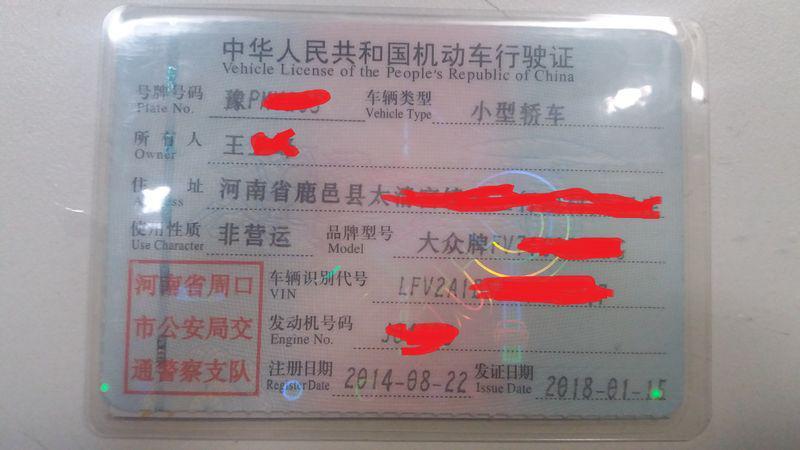 中华人民共和国机动车行驶证
Vehicle License of the People's Republic of China
号牌号码 豫P 车辆类型 小型轿车
Plate No. Vehicle Type
所有人 王
Owner
住址 河南省鹿邑县太
Address
使用性质 非营运 品牌型号 大众牌FV7
Use Character Model
河南省周口 车辆识别代号 LFV2A1
VIN
市公安局交 发动机号码
Engine No.
通警察支队 注册日期 2014-08-22 发证日期 2018-01-15
Register Date Issue Date